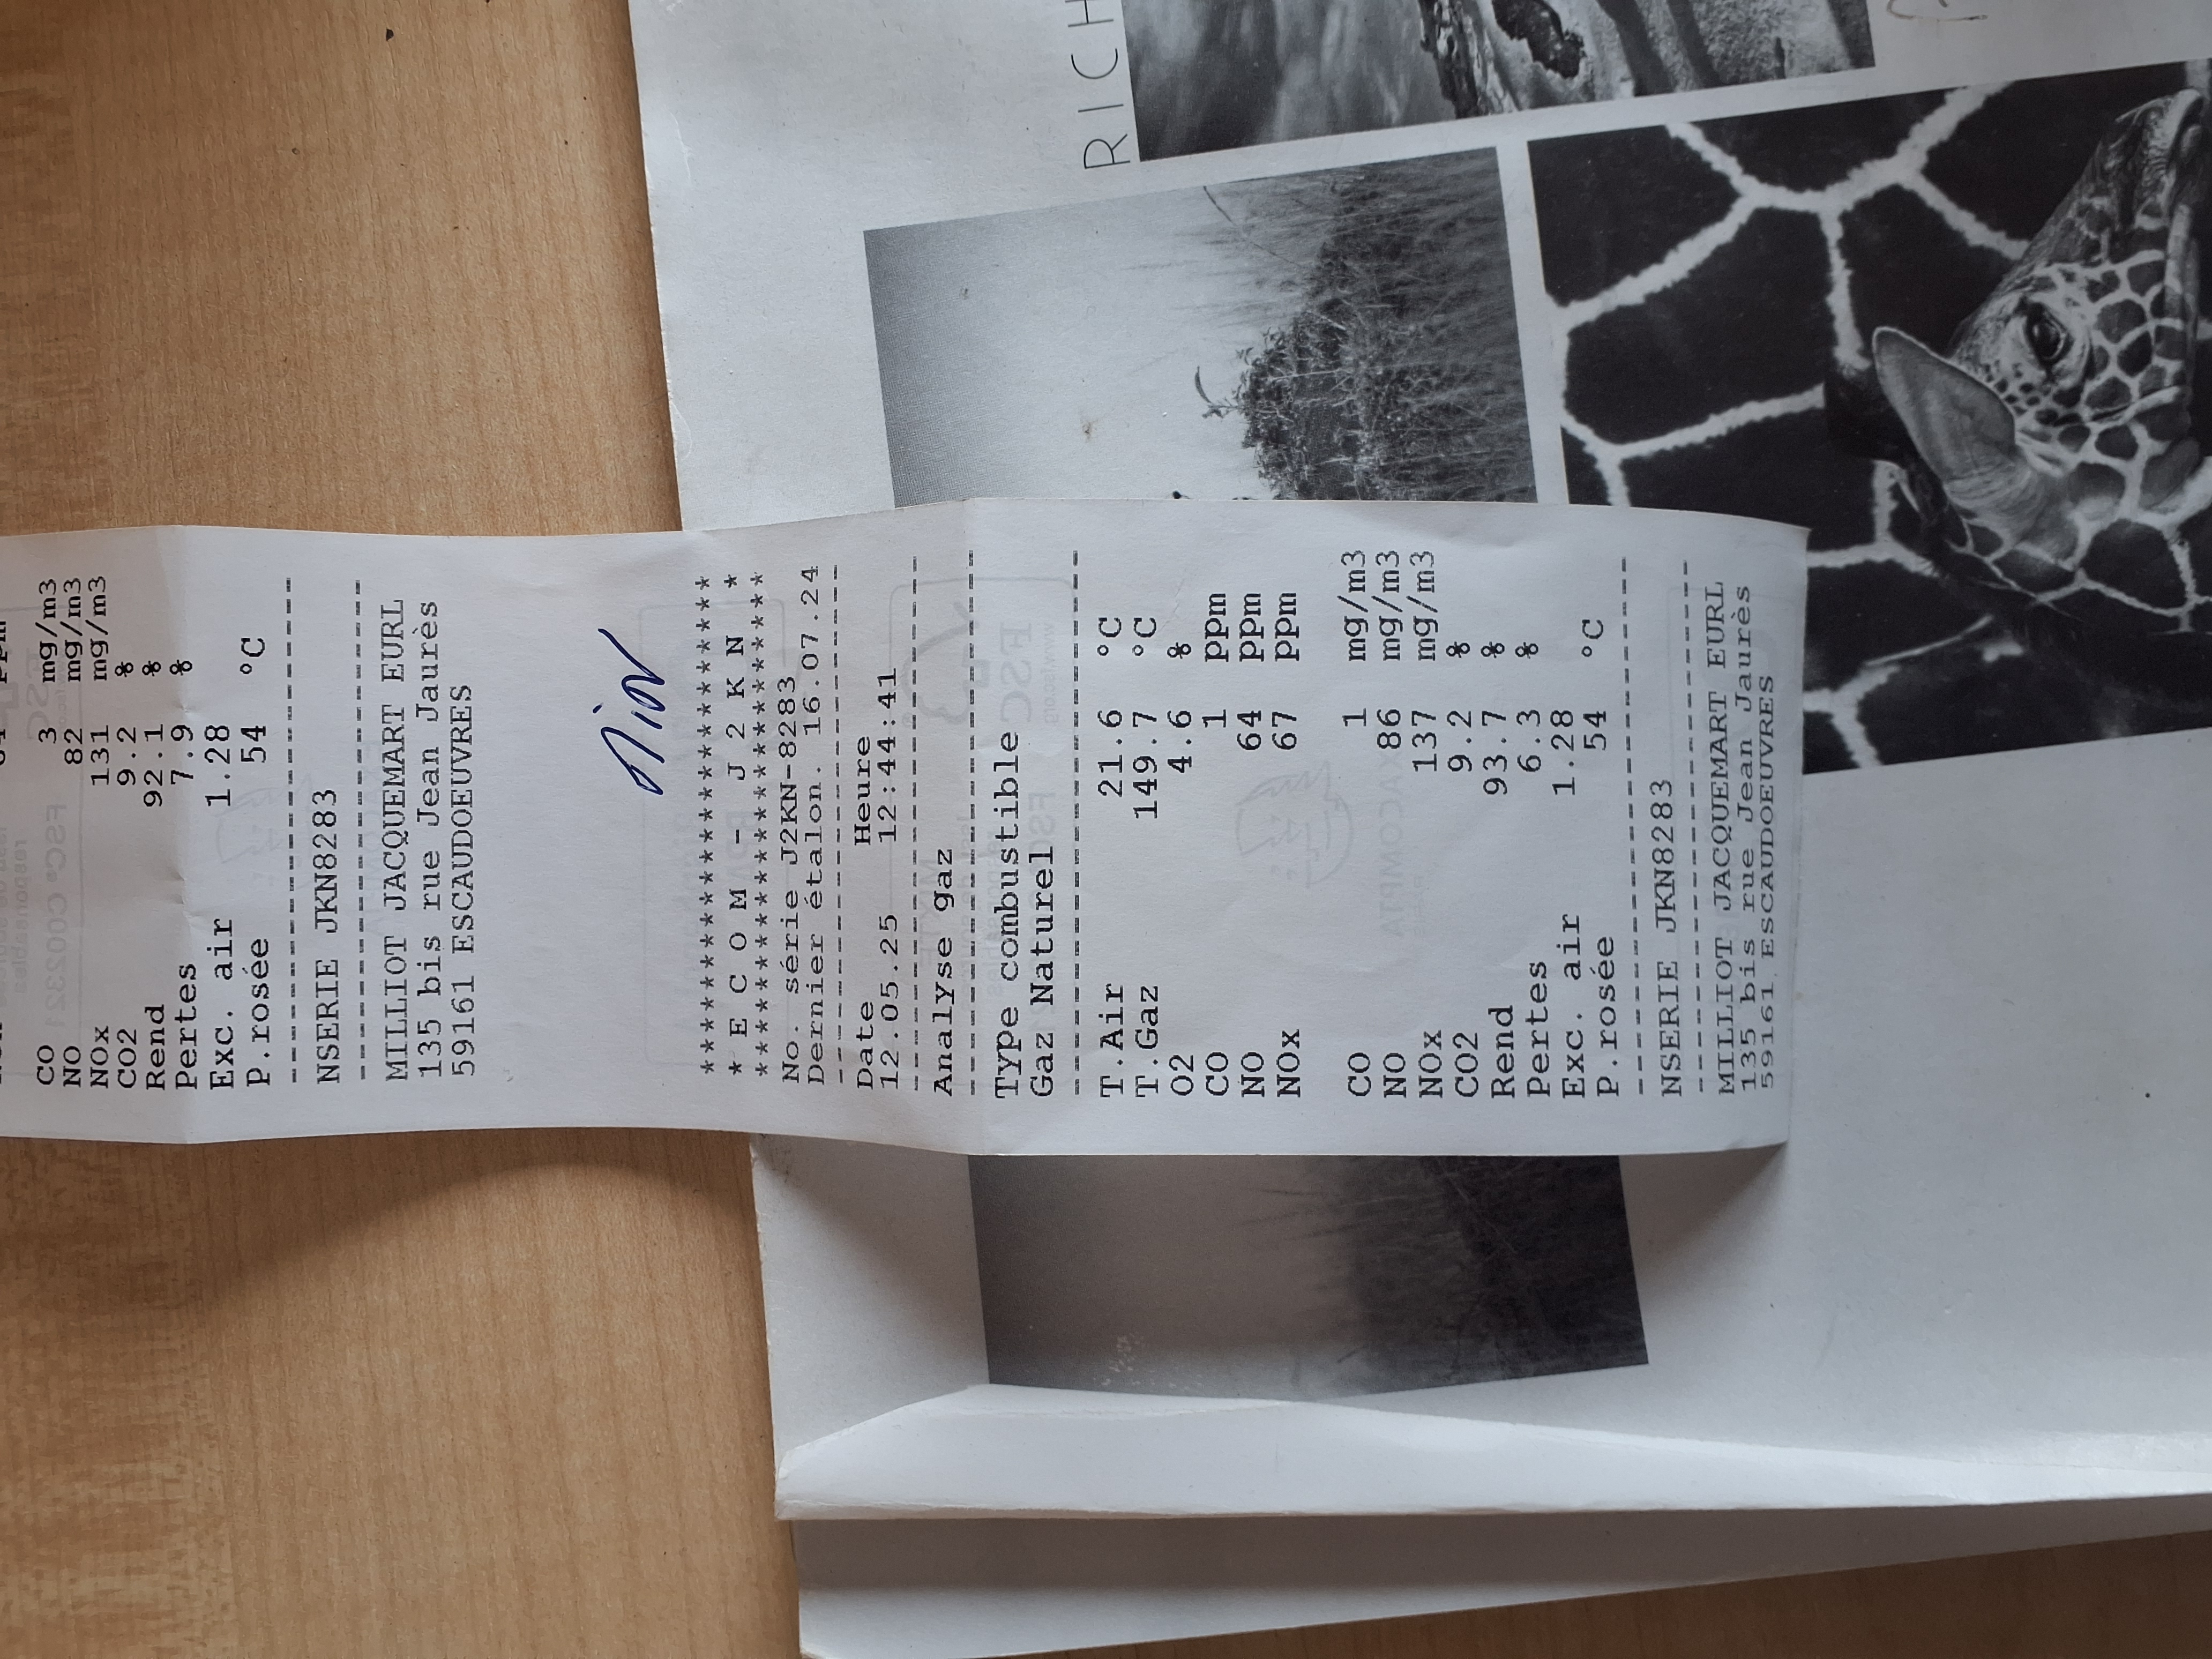 CO 3 mg/m3
NO 82 mg/m3
NOx 131 mg/m3
CO2 9.2 %
Rend 92.1 %
Pertes 7.9 %
Exc. air 1.28
P.rosée 54 °C
--------------------------
NSERIE JKN8283
--------------------------
MILLIOT JACQUEMART EURL
135 bis rue Jean Jaurès
59161 ESCAUDOEUVRES
************************
* E C O M - J 2 K N *
************************
No. série J2KN-8283
Dernier étalon. 16.07.24
------------------------
Date Heure
12.05.25 12:44:41
------------------------
Analyse gaz
------------------------
Type combustible
Gaz Naturel
------------------------
T.Air 21.6 °C
T.Gaz 149.7 °C
O2 4.6 %
CO 1 ppm
NO 64 ppm
NOx 67 ppm
CO 1 mg/m3
NO 86 mg/m3
NOx 137 mg/m3
CO2 9.2 %
Rend 93.7 %
Pertes 6.3 %
Exc. air 1.28
P.rosée 54 °C
------------------------
NSERIE JKN8283
------------------------
MILLIOT JACQUEMART EURL
135 bis rue Jean Jaurès
59161 ESCAUDOEUVRES
RICH